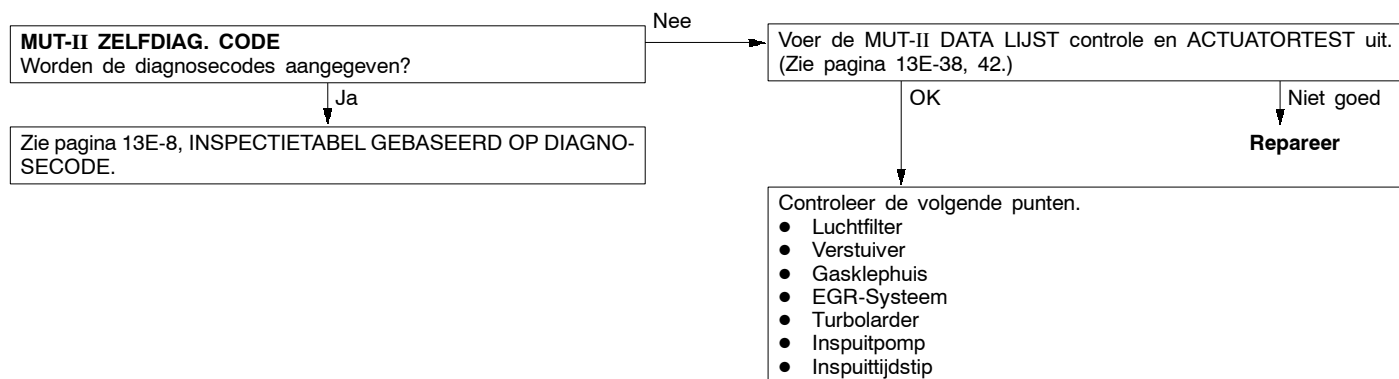 Nee
MUT-II ZELFDIAG. CODE
Worden de diagnosecodes aangegeven?
Voer de MUT-II DATA LIJST controle en ACTUATORTEST uit.
(Zie pagina 13E-38, 42.)
Ja
OK
Niet goed
Zie pagina 13E-8, INSPECTIETABEL GEBASEERD OP DIAGNO-
SECODE.
Repareer
Controleer de volgende punten.
● Luchtfilter
● Verstuiver
● Gasklephuis
● EGR-Systeem
● Turbolarder
● Inspuitpomp
● Inspuittijdstip